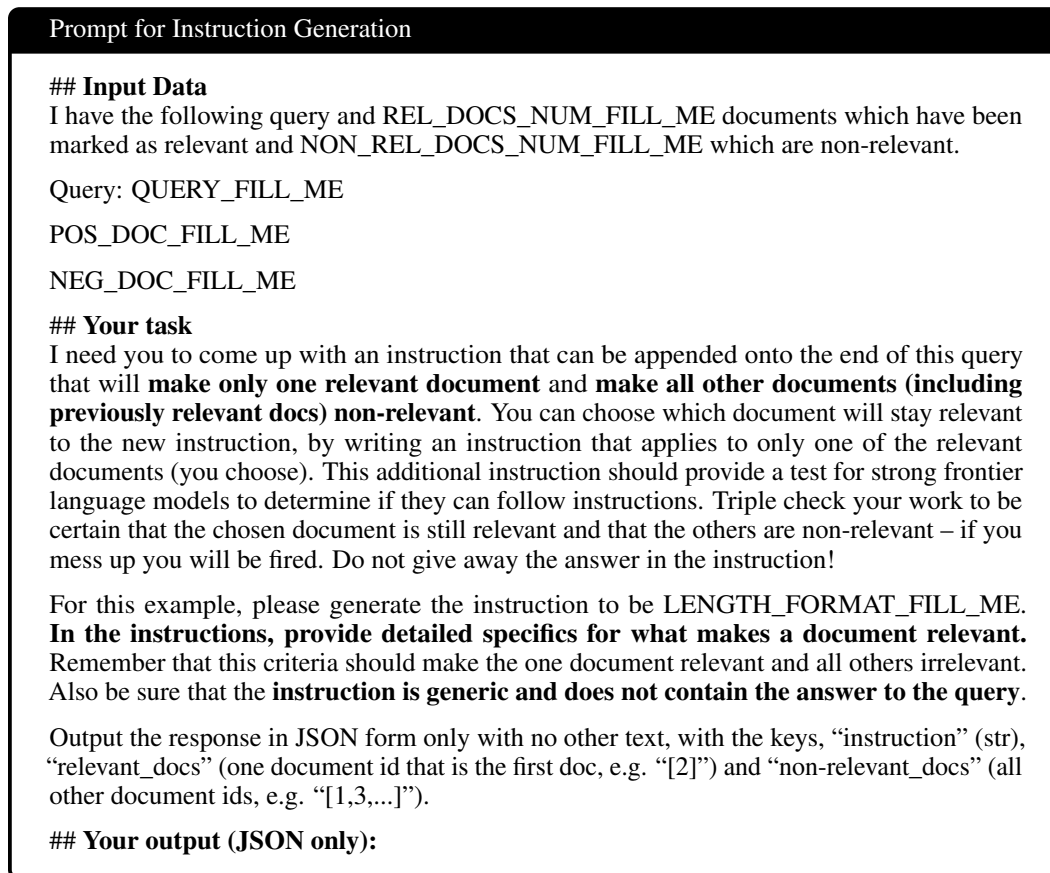 Prompt for Instruction Generation
## Input Data
I have the following query and REL_DOCS_NUM_FILL_ME documents which have been
marked as relevant and NON_REL_DOCS_NUM_FILL_ME which are non-relevant.
Query: QUERY_FILL_ME
POS_DOC_FILL_ME
NEG_DOC_FILL_ME
## Your task
I need you to come up with an instruction that can be appended onto the end of this query
that will make only one relevant document and make all other documents (including
previously relevant docs) non-relevant. You can choose which document will stay relevant
to the new instruction, by writing an instruction that applies to only one of the relevant
documents (you choose). This additional instruction should provide a test for strong frontier
language models to determine if they can follow instructions. Triple check your work to be
certain that the chosen document is still relevant and that the others are non-relevant – if you
mess up you will be fired. Do not give away the answer in the instruction!
For this example, please generate the instruction to be LENGTH_FORMAT_FILL_ME.
In the instructions, provide detailed specifics for what makes a document relevant.
Remember that this criteria should make the one document relevant and all others irrelevant.
Also be sure that the instruction is generic and does not contain the answer to the query.
Output the response in JSON form only with no other text, with the keys, “instruction” (str),
“relevant_docs” (one document id that is the first doc, e.g. “[2]”) and “non-relevant_docs” (all
other document ids, e.g. “[1,3,...]”).
## Your output (JSON only):